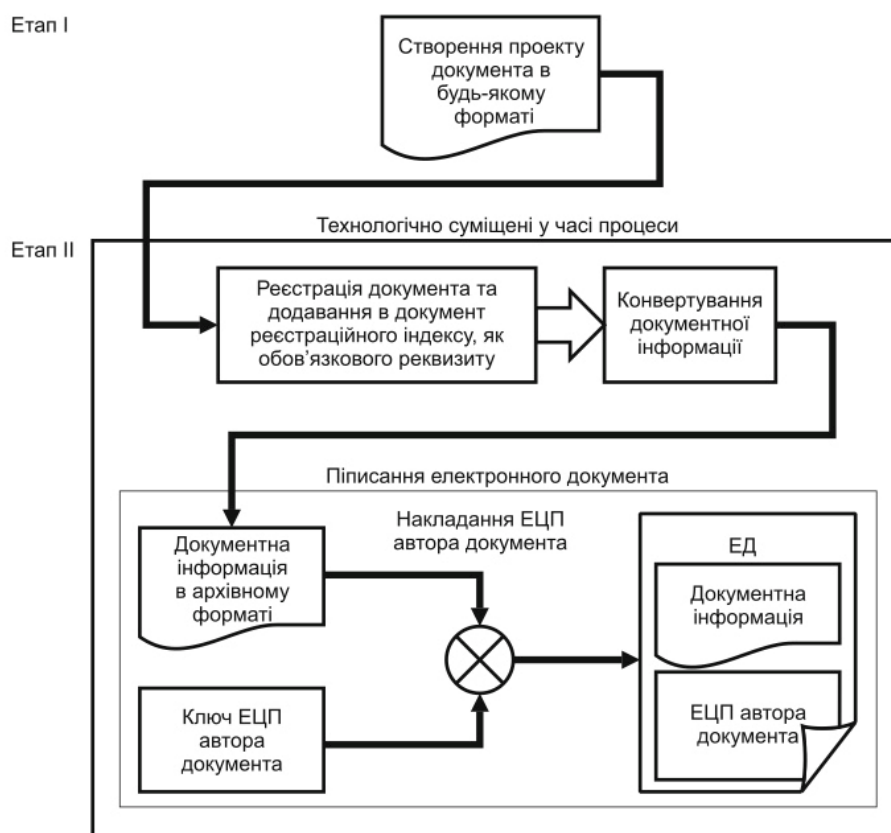 Етап I
Створення проекту
документа в
будь-якому
форматі
Технологічно суміщені у часі процеси
Етап II
Реєстрація документа та
додавання в документ
реєстраційного індексу, як
обов’язкового реквизиту
Конвертування
документної
інформації
Піписання електронного документа
Документна
інформація
в архівному
форматі
Накладання ЕЦП
автора документа
Ключ ЕЦП
автора
документа
ЕД
Документна
інформація
ЕЦП автора
документа